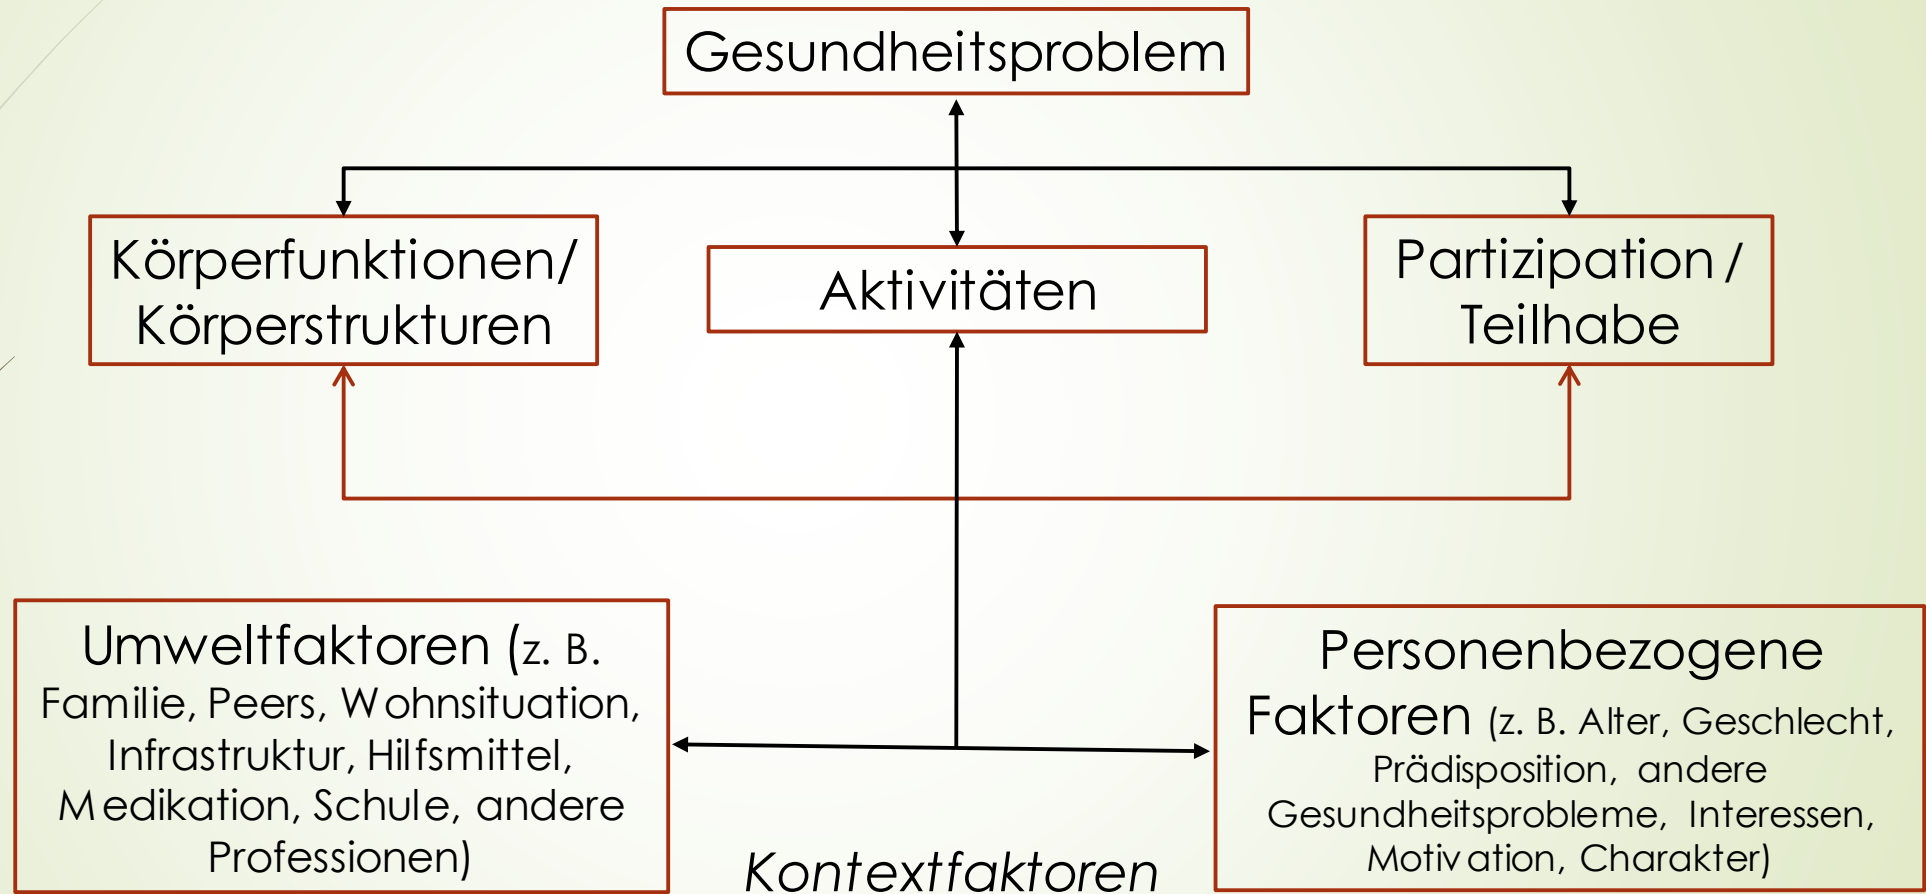 Gesundheitsproblem
Körperfunktionen/
Körperstrukturen
Aktivitäten
Partizipation /
Teilhabe
Umweltfaktoren (z. B.
Familie, Peers, Wohnsituation,
Infrastruktur, Hilfsmittel,
Medikation, Schule, andere
Professionen)
Personenbezogene
Faktoren (z. B. Alter, Geschlecht,
Prädisposition, andere
Gesundheitsprobleme, Interessen,
Motivation, Charakter)
Kontextfaktoren